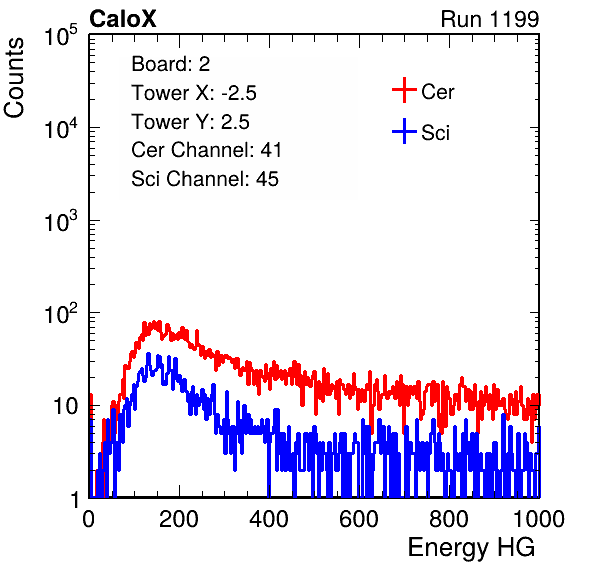 CaloX Run 1199
Counts
Board: 2
Tower X: -2.5
Tower Y: 2.5
Cer Channel: 41
Sci Channel: 45
Cer
Sci
10^5
10^4
10^3
10^2
10
1
0 200 400 600 800 1000
Energy HG